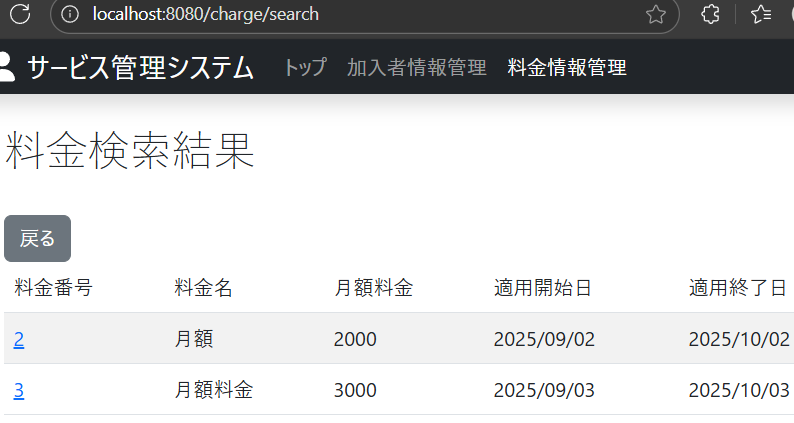 localhost:8080/charge/search
サービス管理システム トップ 加入者情報管理 料金情報管理
料金検索結果
戻る
料金番号 料金名 月額料金 適用開始日 適用終了日
2 月額 2000 2025/09/02 2025/10/02
3 月額料金 3000 2025/09/03 2025/10/03